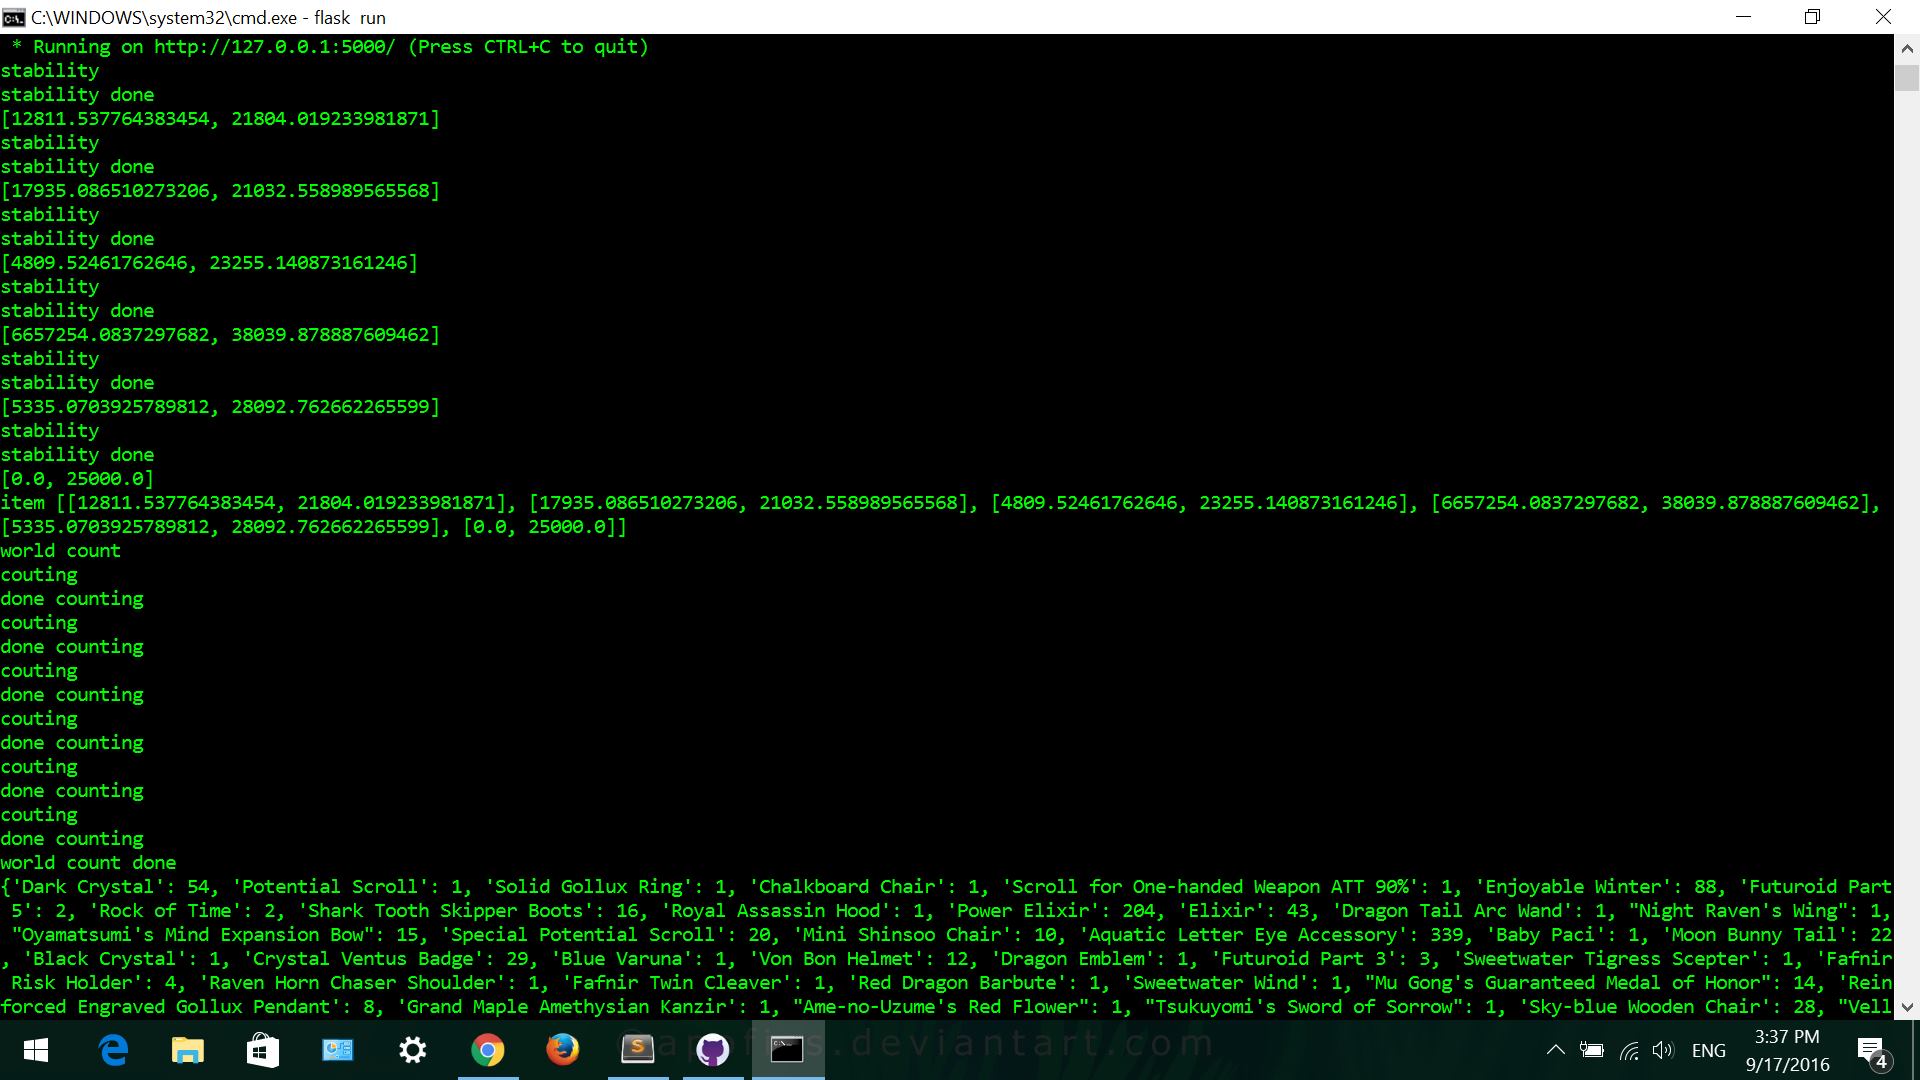 C:\WINDOWS\system32\cmd.exe - flask  run
 * Running on http://127.0.0.1:5000/ (Press CTRL+C to quit)
stability
stability done
[12811.537764383454, 21804.019233981871]
stability
stability done
[17935.086510273206, 21032.558989565568]
stability
stability done
[4809.52461762646, 23255.140873161246]
stability
stability done
[6657254.0837297682, 38039.878887609462]
stability
stability done
[5335.0703925789812, 28092.762662265599]
stability
stability done
[0.0, 25000.0]
item [[12811.537764383454, 21804.019233981871], [17935.086510273206, 21032.558989565568], [4809.52461762646, 23255.140873161246], [6657254.0837297682, 38039.878887609462],
[5335.0703925789812, 28092.762662265599], [0.0, 25000.0]]
world count
couting
done counting
couting
done counting
couting
done counting
couting
done counting
couting
done counting
couting
done counting
world count done
{'Dark Crystal': 54, 'Potential Scroll': 1, 'Solid Gollux Ring': 1, 'Chalkboard Chair': 1, 'Scroll for One-handed Weapon ATT 90%': 1, 'Enjoyable Winter': 88, 'Futuroid Part
 5': 2, 'Rock of Time': 2, 'Shark Tooth Skipper Boots': 16, 'Royal Assassin Hood': 1, 'Power Elixir': 204, 'Elixir': 43, 'Dragon Tail Arc Wand': 1, "Night Raven's Wing": 1,
 "Oyamatsumi's Mind Expansion Bow": 15, 'Special Potential Scroll': 20, 'Mini Shinsoo Chair': 10, 'Aquatic Letter Eye Accessory': 339, 'Baby Paci': 1, 'Moon Bunny Tail': 22
, 'Black Crystal': 1, 'Crystal Ventus Badge': 29, 'Blue Varuna': 1, 'Von Bon Helmet': 12, 'Dragon Emblem': 1, 'Futuroid Part 3': 3, 'Sweetwater Tigress Scepter': 1, 'Fafnir
 Risk Holder': 4, 'Raven Horn Chaser Shoulder': 1, 'Fafnir Twin Cleaver': 1, 'Red Dragon Barbute': 1, 'Sweetwater Wind': 1, "Mu Gong's Guaranteed Medal of Honor": 14, 'Rein
forced Engraved Gollux Pendant': 8, 'Grand Maple Amethysian Kanzir': 1, "Ame-no-Uzume's Red Flower": 1, "Tsukuyomi's Sword of Sorrow": 1, 'Sky-blue Wooden Chair': 28, "Vell
.deviantart.com
ENG
3:37 PM
9/17/2016
4